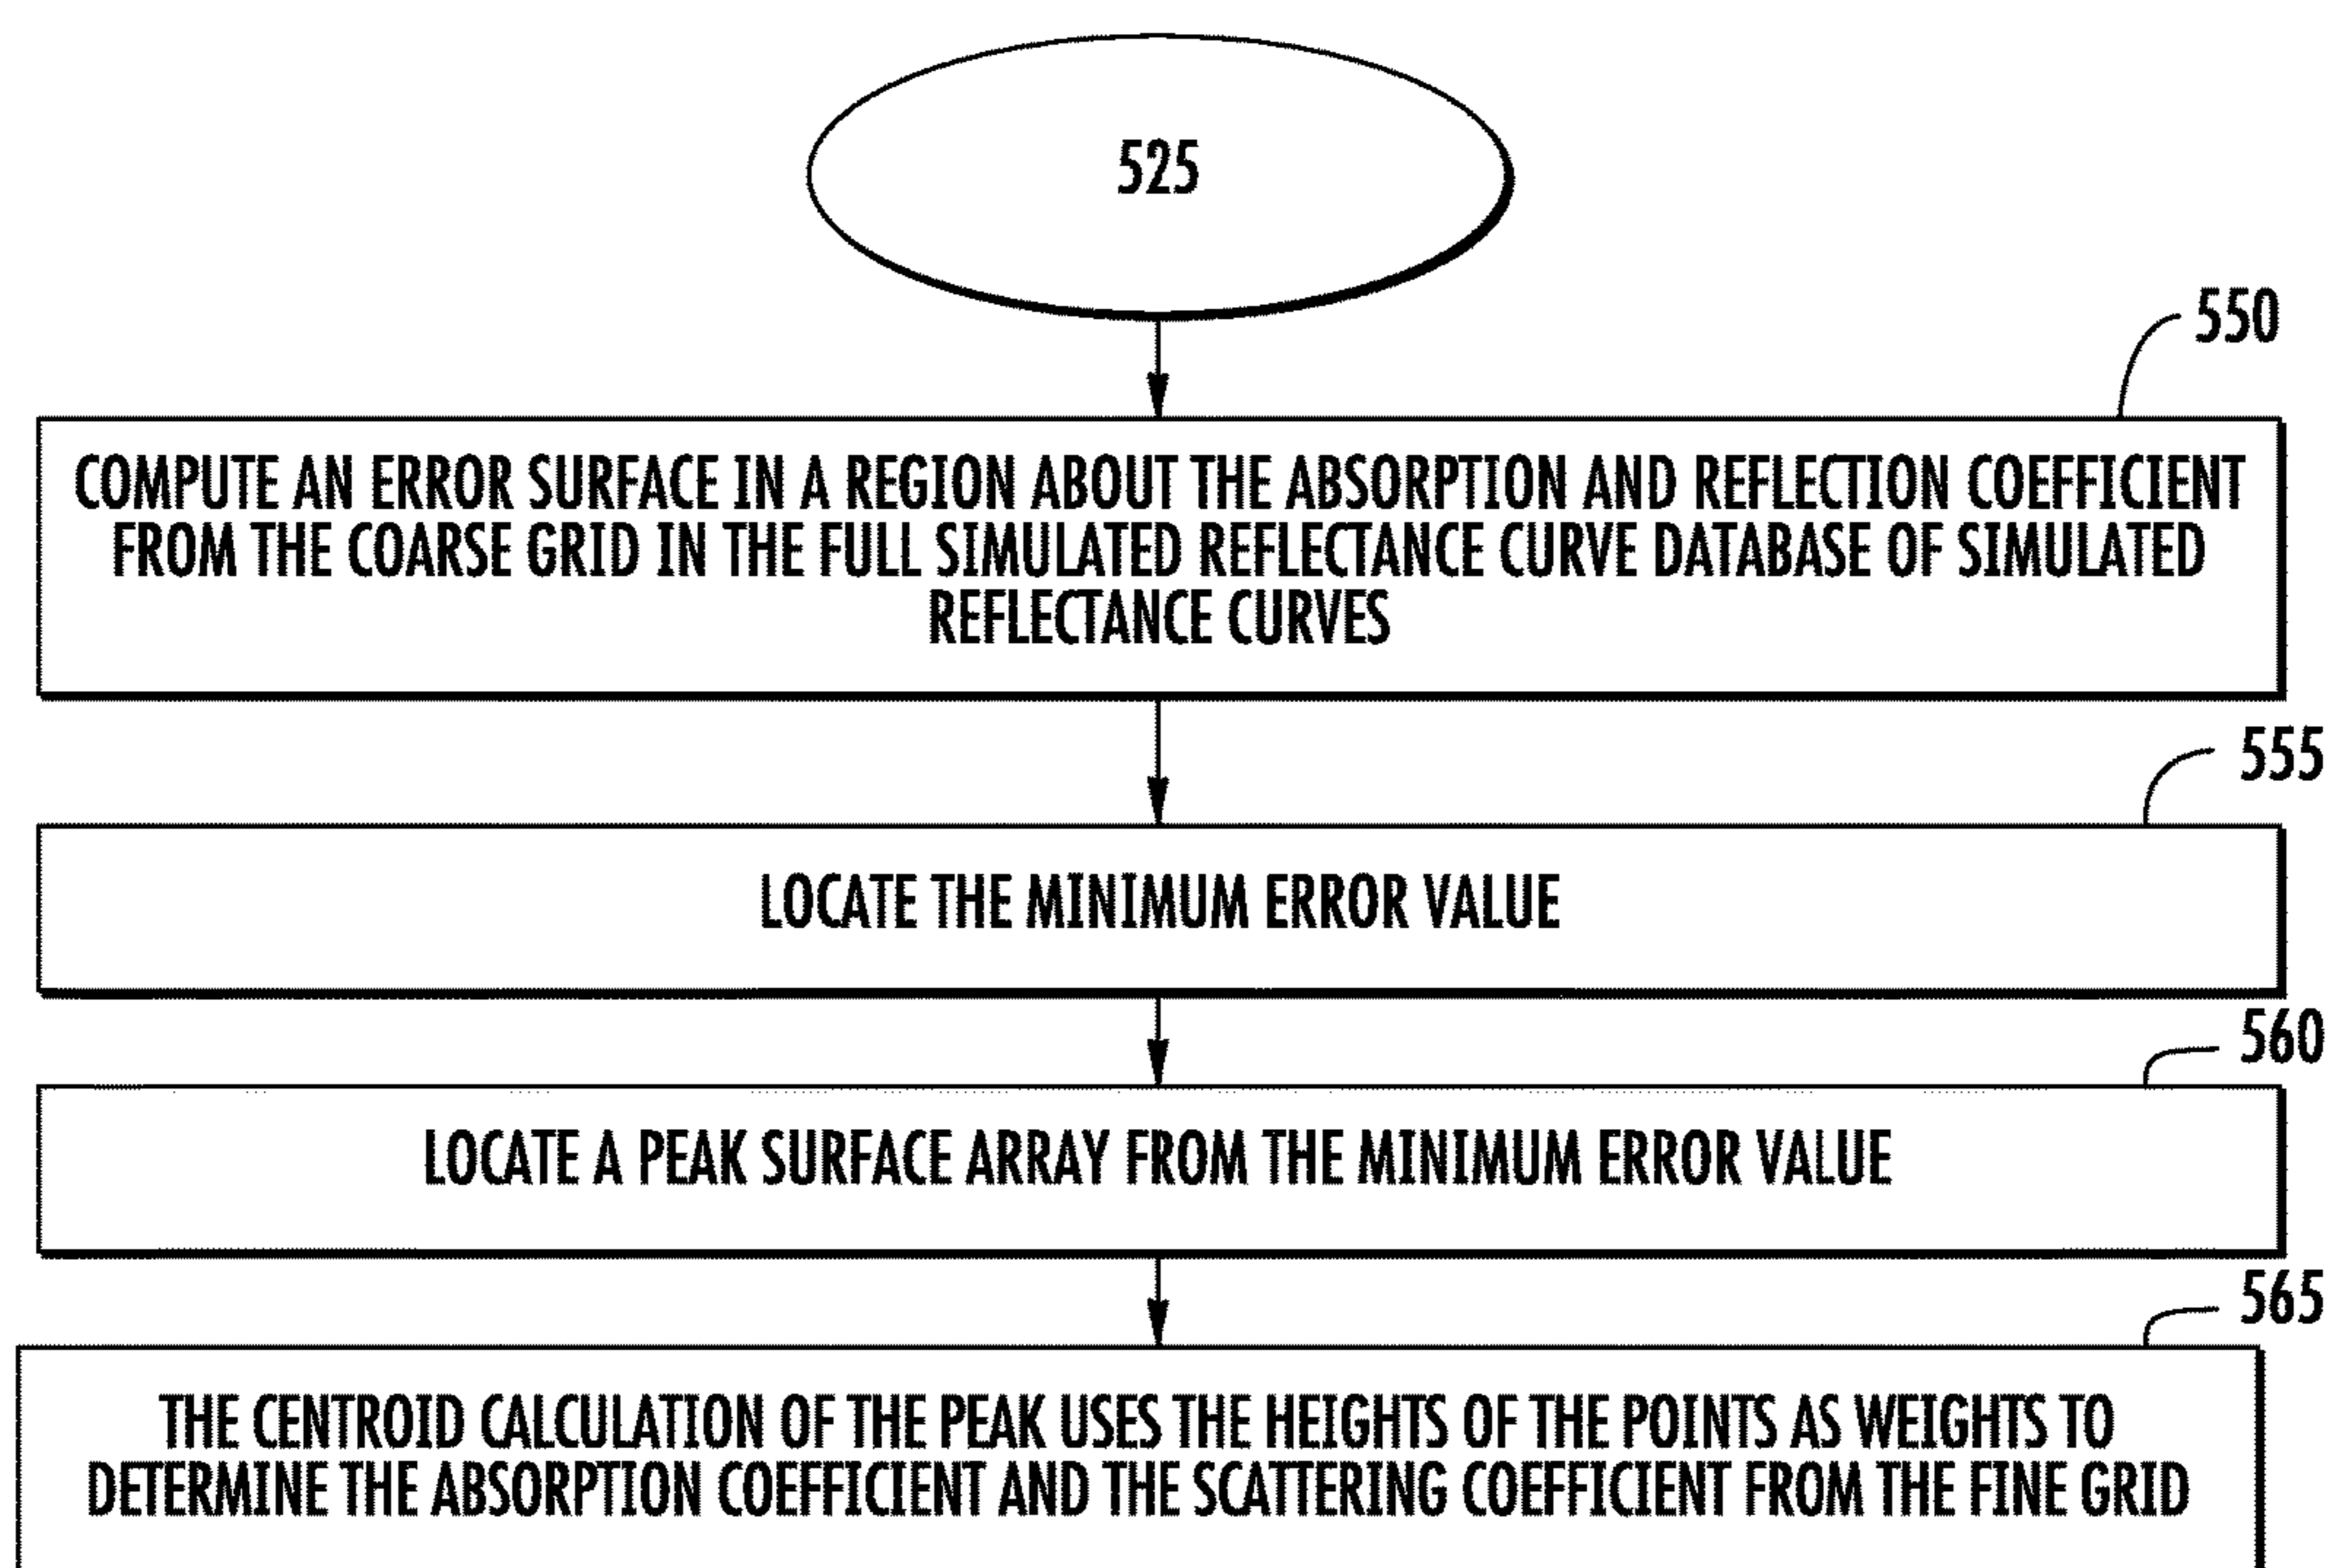 525
550
COMPUTE AN ERROR SURFACE IN A REGION ABOUT THE ABSORPTION AND REFLECTION COEFFICIENT
FROM THE COARSE GRID IN THE FULL SIMULATED REFLECTANCE CURVE DATABASE OF SIMULATED
REFLECTANCE CURVES
555
LOCATE THE MINIMUM ERROR VALUE
560
LOCATE A PEAK SURFACE ARRAY FROM THE MINIMUM ERROR VALUE
565
THE CENTROID CALCULATION OF THE PEAK USES THE HEIGHTS OF THE POINTS AS WEIGHTS TO
DETERMINE THE ABSORPTION COEFFICIENT AND THE SCATTERING COEFFICIENT FROM THE FINE GRID